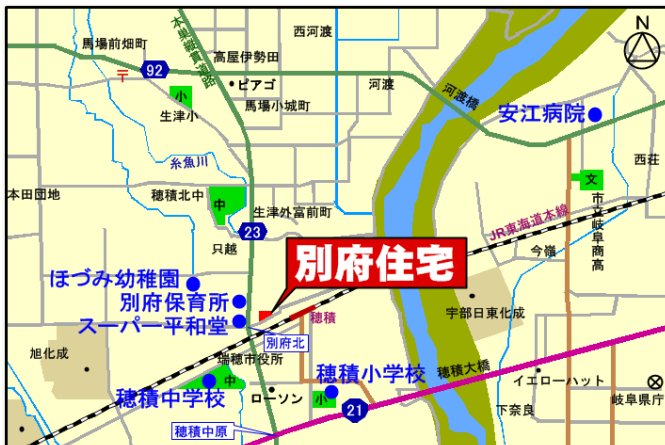 馬場前畑町
本巣縦貫道路
高屋伊勢田
西河渡
N
92
〒
ピアゴ
河渡
小
馬場小城町
河渡橋
安江病院
生津小
糸魚川
西荘
本田団地
穂積北中
中
生津外宮前町
文
市立岐阜商高
23
只越
JR東海道本線
今嶺
別府住宅
ほづみ幼稚園
別府保育所
スーパー平和堂
穂積
宇部日東化成
別府北
旭化成
瑞穂市役所
穂積大橋
穂積中学校
中
ローソン
穂積小学校
小
21
イエローハット
岐阜県庁
下奈良
穂積中原